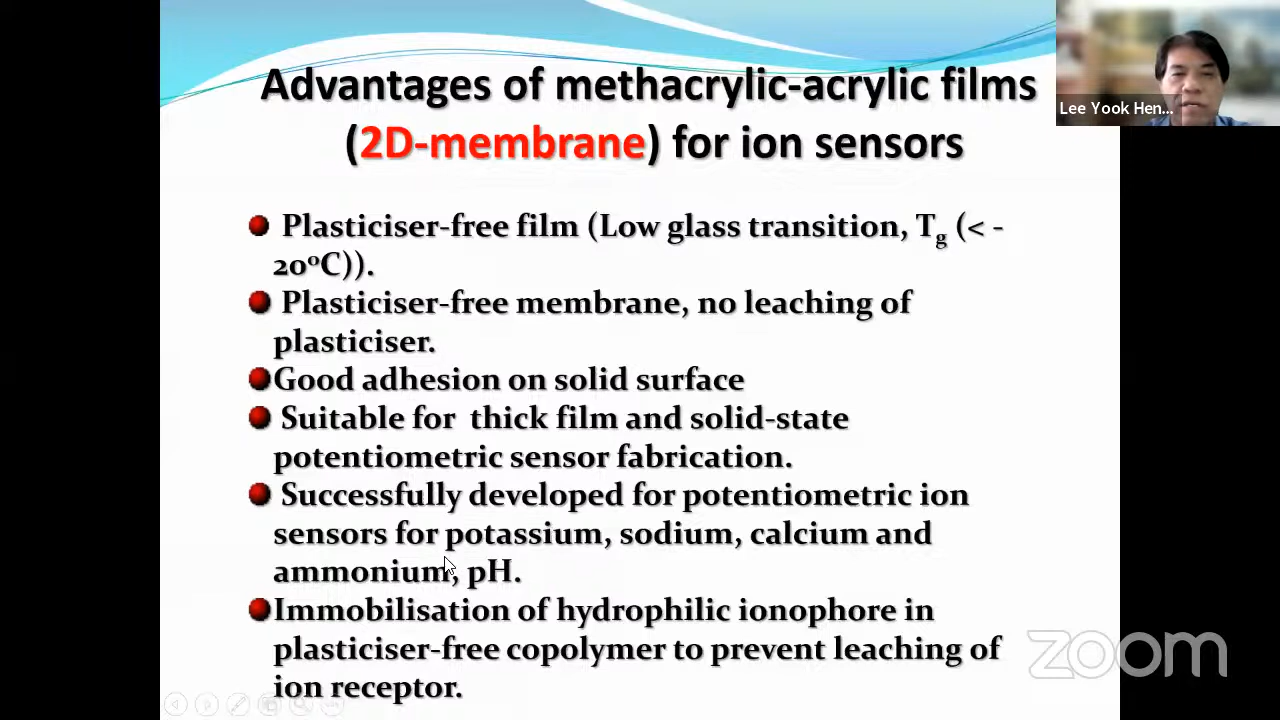 Advantages of methacrylic-acrylic films
(2D-membrane) for ion sensors
Lee Yook Hen...
Plasticiser-free film (Low glass transition, Tg (< -
20oC)).
Plasticiser-free membrane, no leaching of
plasticiser.
Good adhesion on solid surface
Suitable for thick film and solid-state
potentiometric sensor fabrication.
Successfully developed for potentiometric ion
sensors for potassium, sodium, calcium and
ammonium, pH.
Immobilisation of hydrophilic ionophore in
plasticiser-free copolymer to prevent leaching of
ion receptor.
zoom